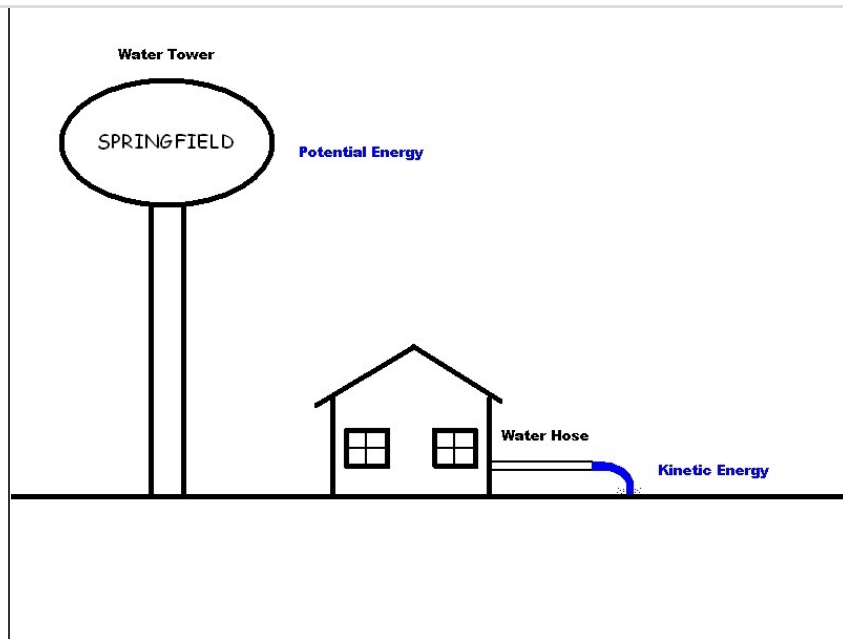 Water Tower
SPRINGFIELD
Potential Energy
Water Hose
Kinetic Energy